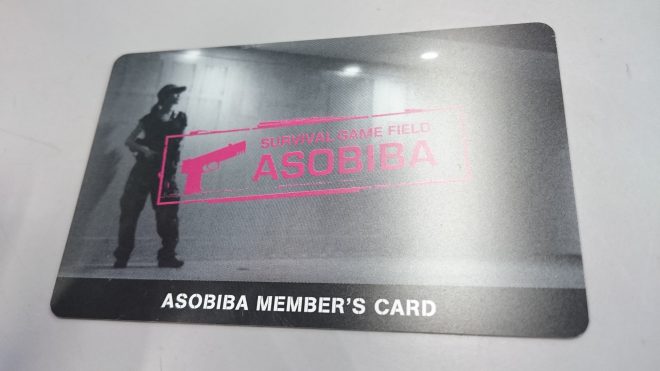 SURVIVAL GAME FIELD
ASOBIBA
ASOBIBA MEMBER'S CARD